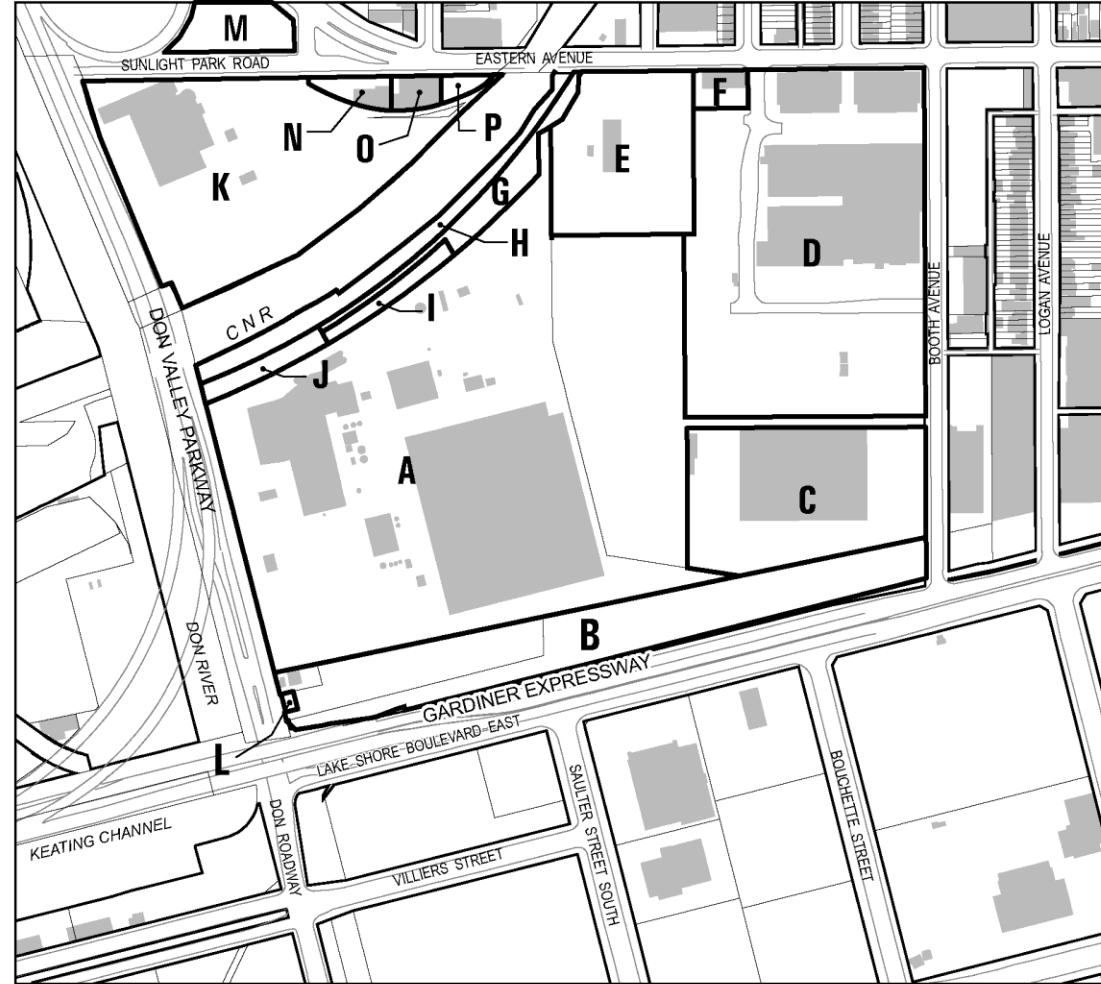 M
SUNLIGHT PARK ROAD
EASTERN AVENUE
N
O
P
F
K
E
G
H
D
I
CNR
J
BOOTH AVENUE
LOGAN AVENUE
DON VALLEY PARKWAY
A
C
B
DON RIVER
GARDINER EXPRESSWAY
L
LAKE SHORE BOULEVARD EAST
KEATING CHANNEL
DON ROADWAY
VILLIERS STREET
SAULTER STREET SOUTH
BOUCHETTE STREET